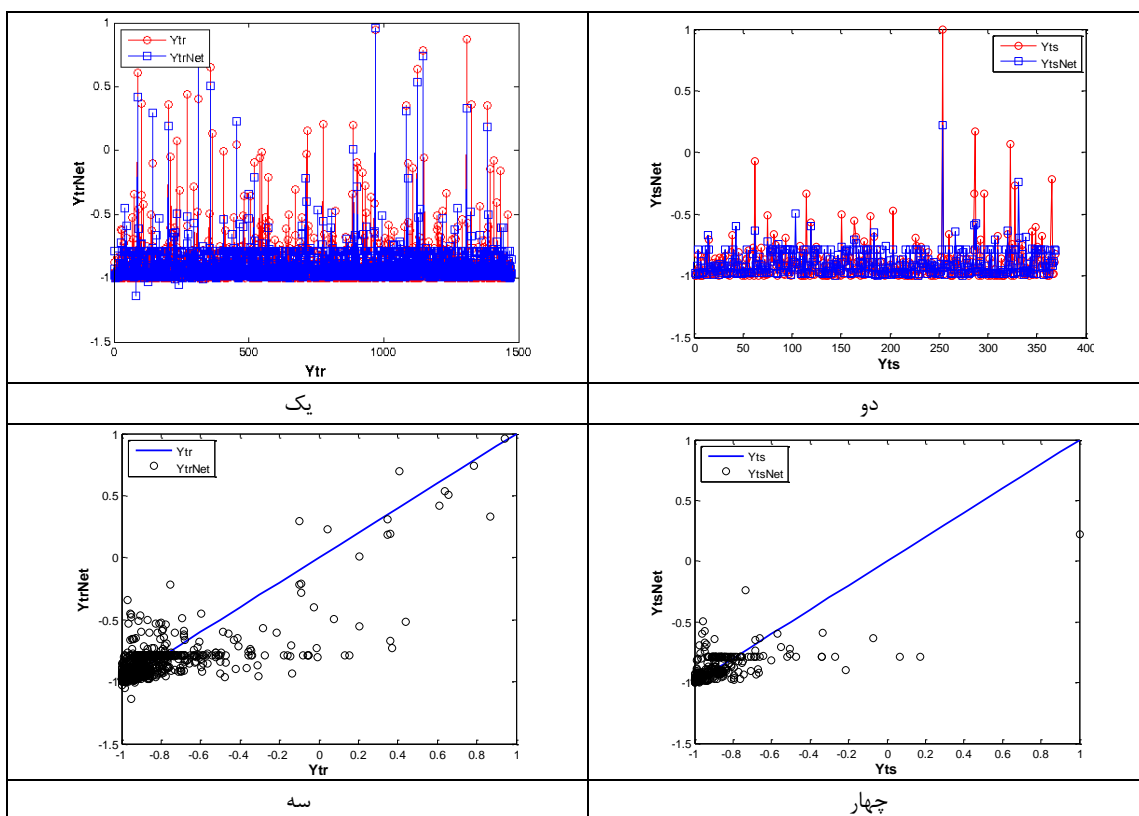 1
0.5
0
-0.5
-1
-1.5
0
500
1000
1500
YtrNet
Ytr
Ytr
YtrNet
1
0.5
0
-0.5
-1
-1.5
0
50
100
150
200
250
300
350
400
YtsNet
Yts
Yts
YtsNet
یک
دو
1
0.5
0
-0.5
-1
-1.5
-1
-0.8
-0.6
-0.4
-0.2
0
0.2
0.4
0.6
0.8
1
YtrNet
Ytr
Ytr
YtrNet
1
0.5
0
-0.5
-1
-1.5
-1
-0.8
-0.6
-0.4
-0.2
0
0.2
0.4
0.6
0.8
1
YtsNet
Yts
Yts
YtsNet
سه
چهار